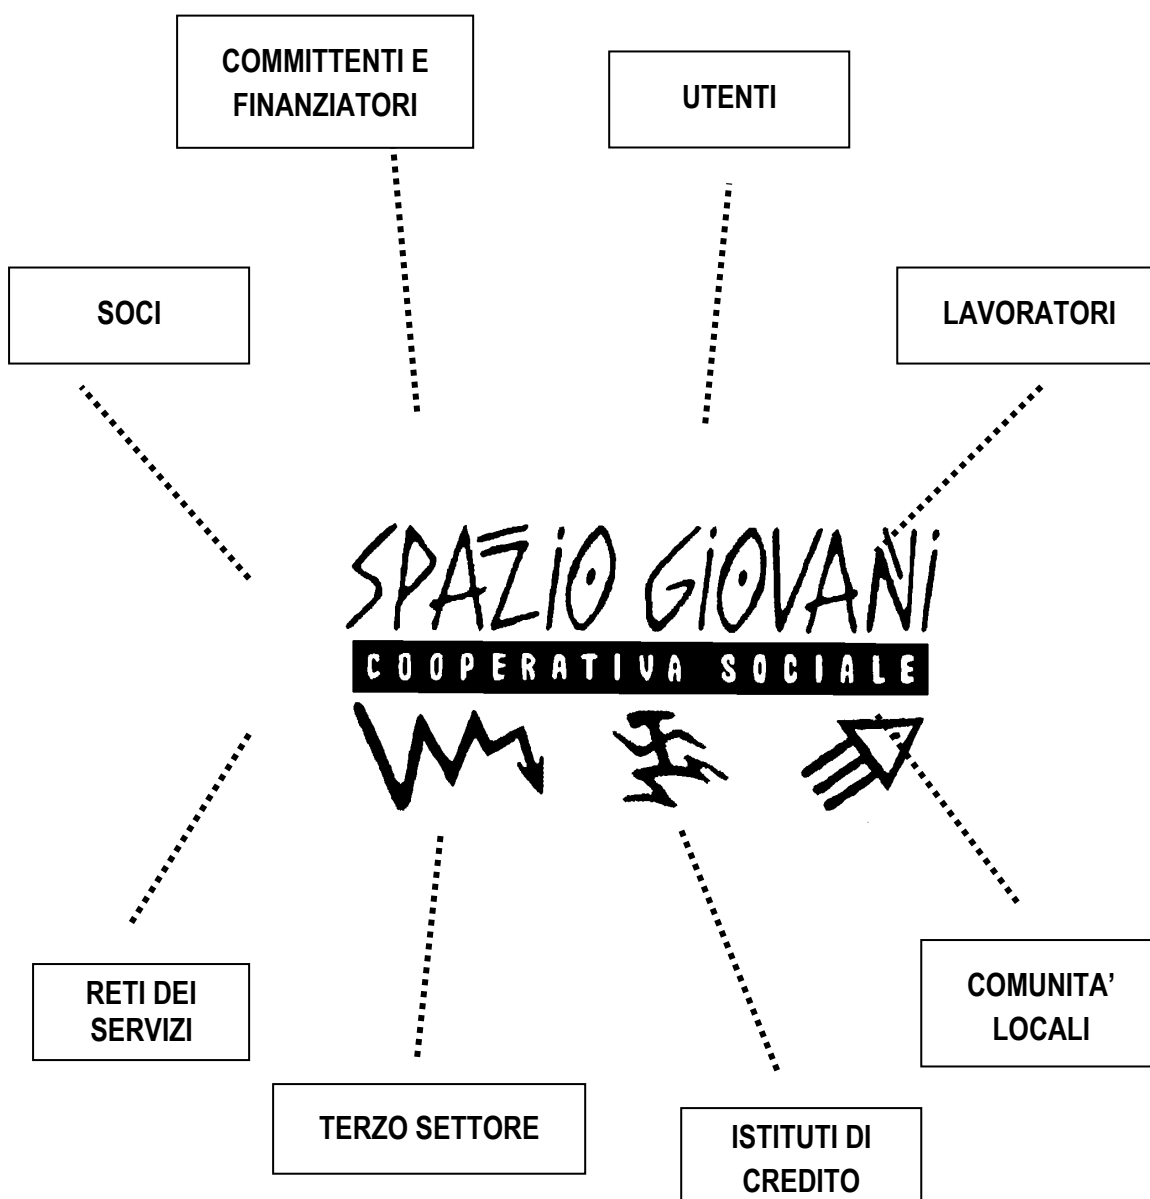 COMMITTENTI E
FINANZIATORI
UTENTI
SOCI
LAVORATORI
SPAZIO GIOVANI
COOPERATIVA SOCIALE
RETI DEI
SERVIZI
COMUNITA’
LOCALI
TERZO SETTORE
ISTITUTI DI
CREDITO